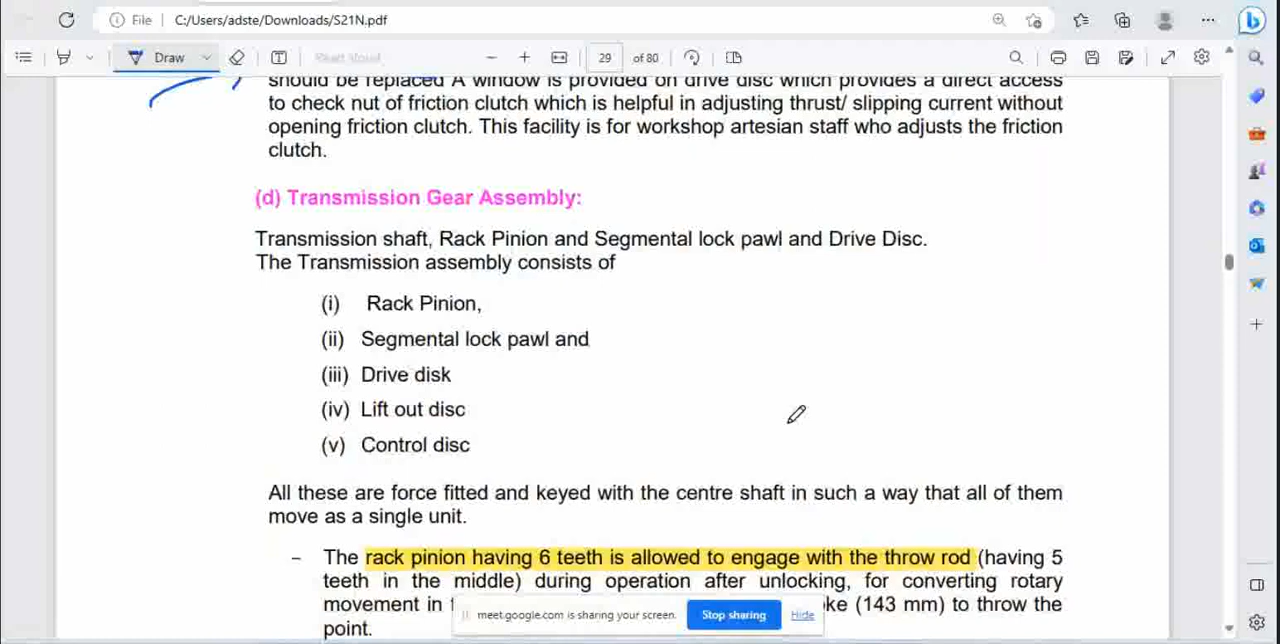 File C:/Users/adste/Downloads/S21N.pdf
Draw Read aloud 29 of 80
should be replaced A window is provided on drive disc which provides a direct access
to check nut of friction clutch which is helpful in adjusting thrust/ slipping current without
opening friction clutch. This facility is for workshop artesian staff who adjusts the friction
clutch.
(d) Transmission Gear Assembly:
Transmission shaft, Rack Pinion and Segmental lock pawl and Drive Disc.
The Transmission assembly consists of
(i) Rack Pinion,
(ii) Segmental lock pawl and
(iii) Drive disk
(iv) Lift out disc
(v) Control disc
All these are force fitted and keyed with the centre shaft in such a way that all of them
move as a single unit.
– The rack pinion having 6 teeth is allowed to engage with the throw rod (having 5
teeth in the middle) during operation after unlocking, for converting rotary
movement in (143 mm) to throw the
point.
meet.google.com is sharing your screen. Stop sharing Hide